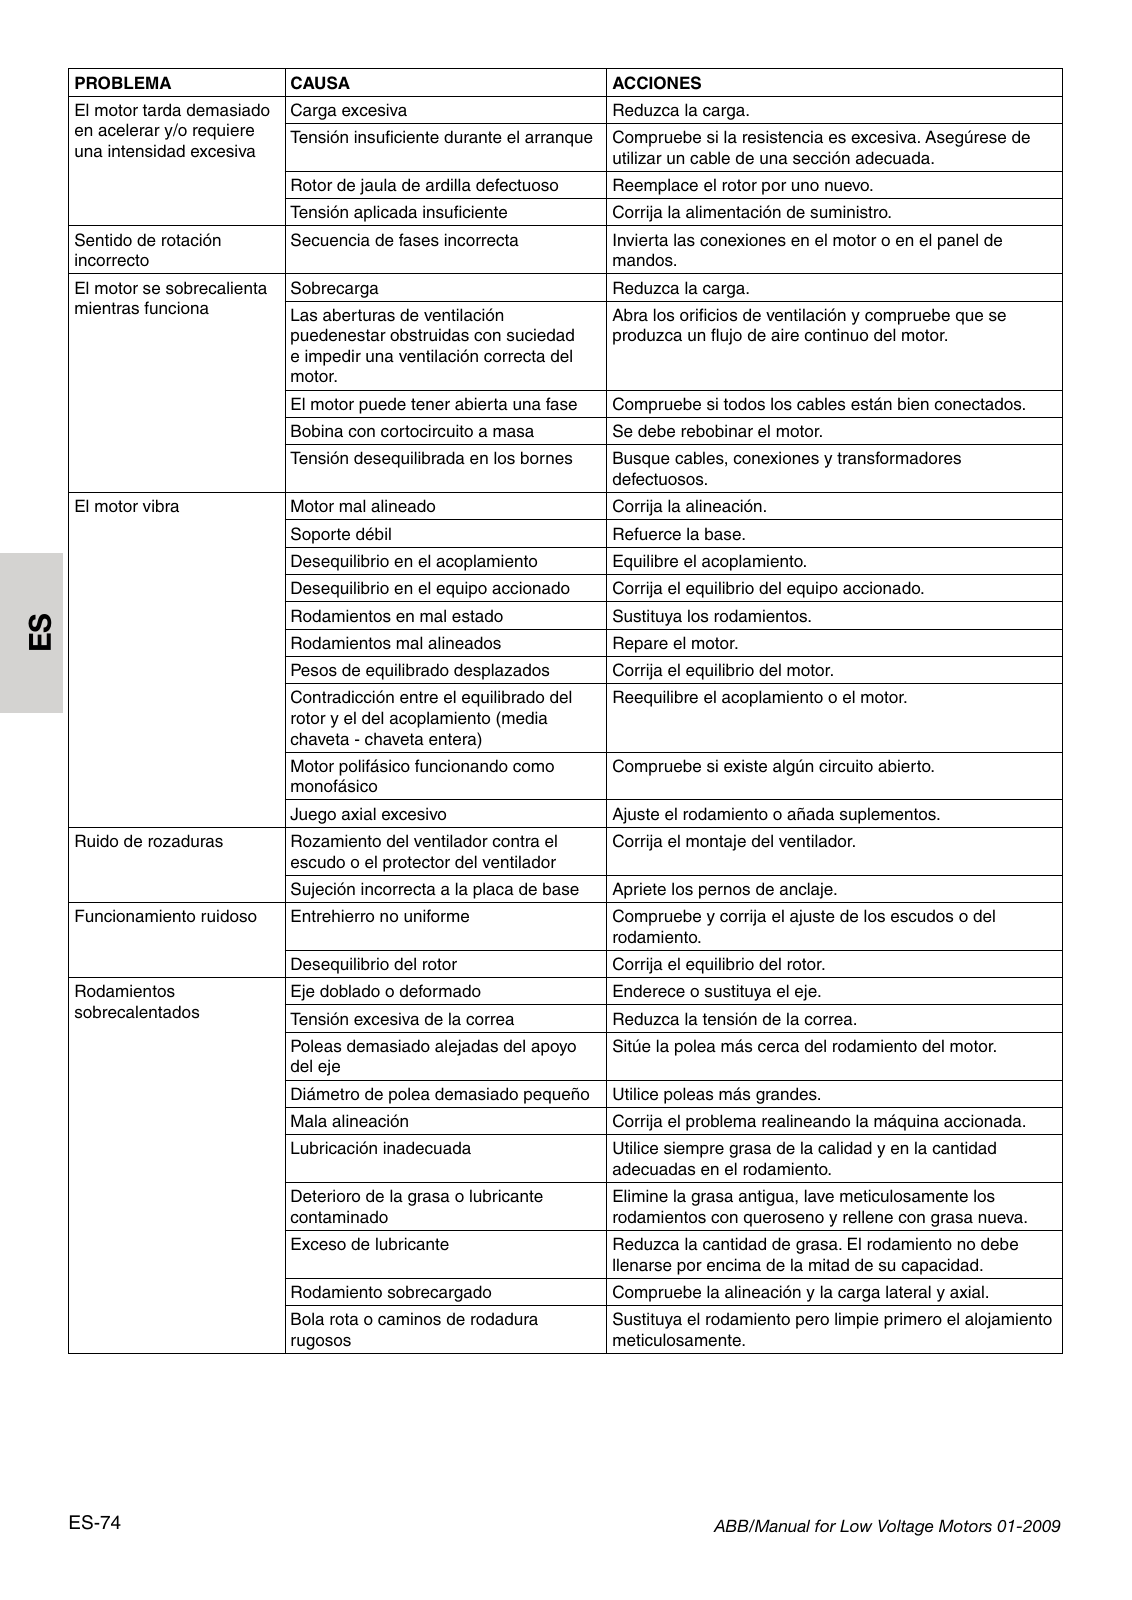 PROBLEMA CAUSA ACCIONES
El motor tarda demasiado
en acelerar y/o requiere
una intensidad excesiva
Carga excesiva
Reduzca la carga.
Tensión insuficiente durante el arranque
Compruebe si la resistencia es excesiva. Asegúrese de
utilizar un cable de una sección adecuada.
Rotor de jaula de ardilla defectuoso
Reemplace el rotor por uno nuevo.
Tensión aplicada insuficiente
Corrija la alimentación de suministro.
Sentido de rotación
incorrecto
Secuencia de fases incorrecta
Invierta las conexiones en el motor o en el panel de
mandos.
El motor se sobrecalienta
mientras funciona
Sobrecarga
Reduzca la carga.
Las aberturas de ventilación
puedenestar obstruidas con suciedad
e impedir una ventilación correcta del
motor.
Abra los orificios de ventilación y compruebe que se
produzca un flujo de aire continuo del motor.
El motor puede tener abierta una fase
Compruebe si todos los cables están bien conectados.
Bobina con cortocircuito a masa
Se debe rebobinar el motor.
Tensión desequilibrada en los bornes
Busque cables, conexiones y transformadores
defectuosos.
El motor vibra
Motor mal alineado
Corrija la alineación.
Soporte débil
Refuerce la base.
Desequilibrio en el acoplamiento
Equilibre el acoplamiento.
Desequilibrio en el equipo accionado
Corrija el equilibrio del equipo accionado.
Rodamientos en mal estado
Sustituya los rodamientos.
Rodamientos mal alineados
Repare el motor.
Pesos de equilibrado desplazados
Corrija el equilibrio del motor.
Contradicción entre el equilibrado del
rotor y el del acoplamiento (media
chaveta - chaveta entera)
Reequilibre el acoplamiento o el motor.
Motor polifásico funcionando como
monofásico
Compruebe si existe algún circuito abierto.
Juego axial excesivo
Ajuste el rodamiento o añada suplementos.
Ruido de rozaduras
Rozamiento del ventilador contra el
escudo o el protector del ventilador
Corrija el montaje del ventilador.
Sujeción incorrecta a la placa de base
Apriete los pernos de anclaje.
Funcionamiento ruidoso
Entrehierro no uniforme
Compruebe y corrija el ajuste de los escudos o del
rodamiento.
Desequilibrio del rotor
Corrija el equilibrio del rotor.
Rodamientos
sobrecalentados
Eje doblado o deformado
Enderece o sustituya el eje.
Tensión excesiva de la correa
Reduzca la tensión de la correa.
Poleas demasiado alejadas del apoyo
del eje
Sitúe la polea más cerca del rodamiento del motor.
Diámetro de polea demasiado pequeño
Utilice poleas más grandes.
Mala alineación
Corrija el problema realineando la máquina accionada.
Lubricación inadecuada
Utilice siempre grasa de la calidad y en la cantidad
adecuadas en el rodamiento.
Deterioro de la grasa o lubricante
contaminado
Elimine la grasa antigua, lave meticulosamente los
rodamientos con queroseno y rellene con grasa nueva.
Exceso de lubricante
Reduzca la cantidad de grasa. El rodamiento no debe
llenarse por encima de la mitad de su capacidad.
Rodamiento sobrecargado
Compruebe la alineación y la carga lateral y axial.
Bola rota o caminos de rodadura
rugosos
Sustituya el rodamiento pero limpie primero el alojamiento
meticulosamente.
ES
ES-74
ABB/Manual for Low Voltage Motors 01-2009